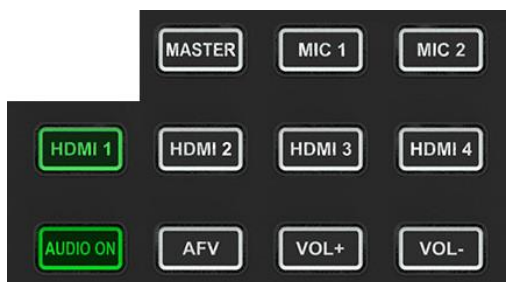 MASTER MIC 1 MIC 2
HDMI 1 HDMI 2 HDMI 3 HDMI 4
AUDIO ON AFV VOL+ VOL-